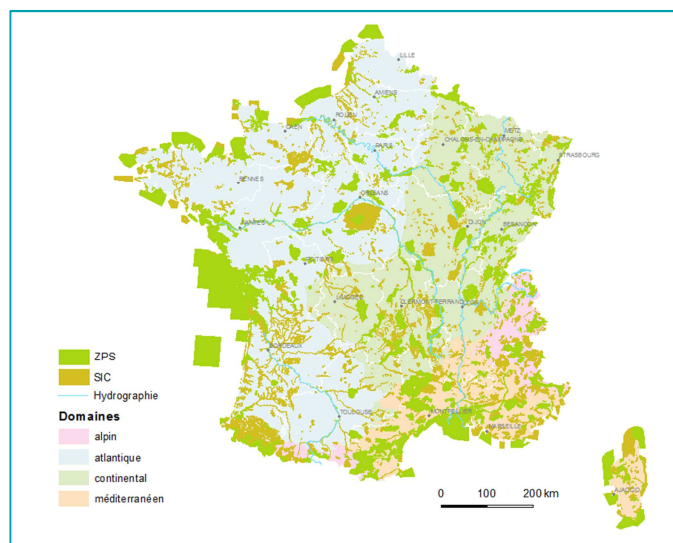 LILLE
AMIENS
ROUEN
CAEN
METZ
CHALONS-EN-CHAMPAGNE
PARIS
STRASBOURG
RENNES
ORLEANS
NANTES
DIJON
BESANCON
POITIERS
LIMOGES
CLERMONT-FERRAND
LYON
BORDEAUX
TOULOUSE
MONTPELLIER
MARSEILLE
AJACCIO
ZPS
SIC
Hydrographie
Domaines
alpin
atlantique
continental
méditerranéen
0 100 200 km